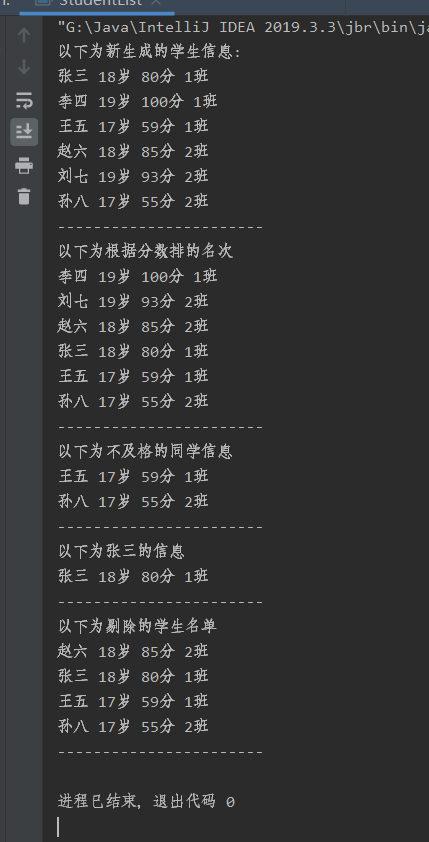 StudentList
"G:\Java\IntelliJ IDEA 2019.3.3\jbr\bin\ja
以下为新生成的学生信息:
张三 18岁 80分 1班
李四 19岁 100分 1班
王五 17岁 59分 1班
赵六 18岁 85分 2班
刘七 19岁 93分 2班
孙八 17岁 55分 2班
-----------------------
以下为根据分数排的名次
李四 19岁 100分 1班
刘七 19岁 93分 2班
赵六 18岁 85分 2班
张三 18岁 80分 1班
王五 17岁 59分 1班
孙八 17岁 55分 2班
-----------------------
以下为不及格的同学信息
王五 17岁 59分 1班
孙八 17岁 55分 2班
-----------------------
以下为张三的信息
张三 18岁 80分 1班
-----------------------
以下为剔除的学生名单
赵六 18岁 85分 2班
张三 18岁 80分 1班
王五 17岁 59分 1班
孙八 17岁 55分 2班
-----------------------
进程已结束，退出代码 0